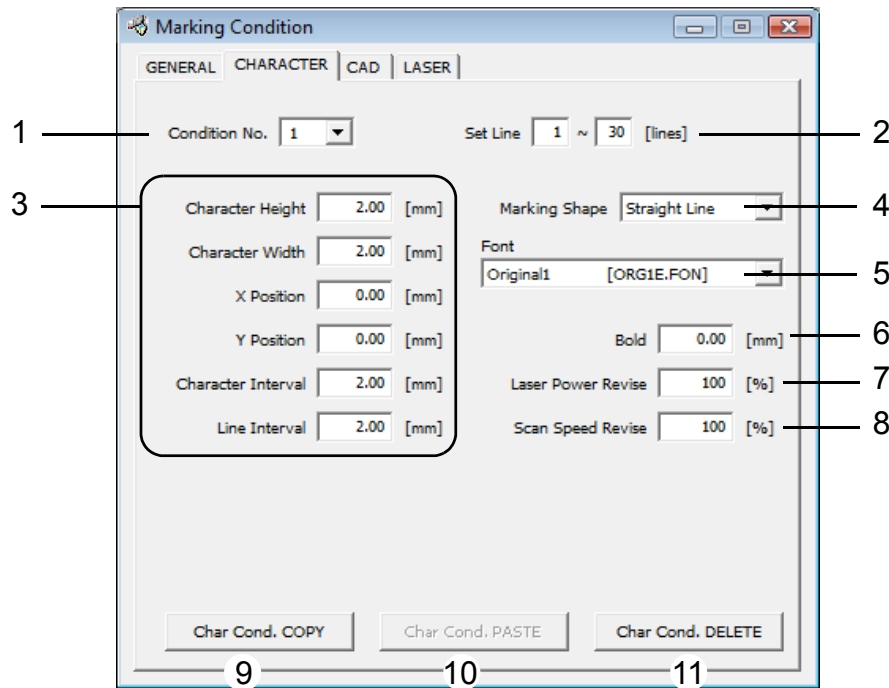 Marking Condition
GENERAL CHARACTER CAD LASER
1 Condition No. 1 Set Line 1 ~ 30 [lines] 2
3 Character Height 2.00 [mm] Marking Shape Straight Line 4
Character Width 2.00 [mm] Font
Original1 [ORG1E.FON] 5
X Position 0.00 [mm]
Y Position 0.00 [mm] Bold 0.00 [mm] 6
Character Interval 2.00 [mm] Laser Power Revise 100 [%] 7
Line Interval 2.00 [mm] Scan Speed Revise 100 [%] 8
Char Cond. COPY Char Cond. PASTE Char Cond. DELETE
9 10 11